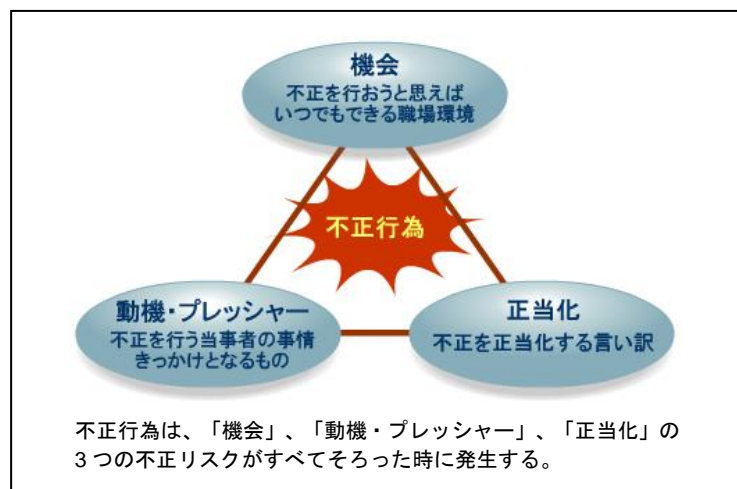 機会
不正を行おうと思えば
いつでもできる職場環境
不正行為
動機・プレッシャー
不正を行う当事者の事情
きっかけとなるもの
正当化
不正を正当化する言い訳
不正行為は、「機会」、「動機・プレッシャー」、「正当化」の
3つの不正リスクがすべてそろった時に発生する。